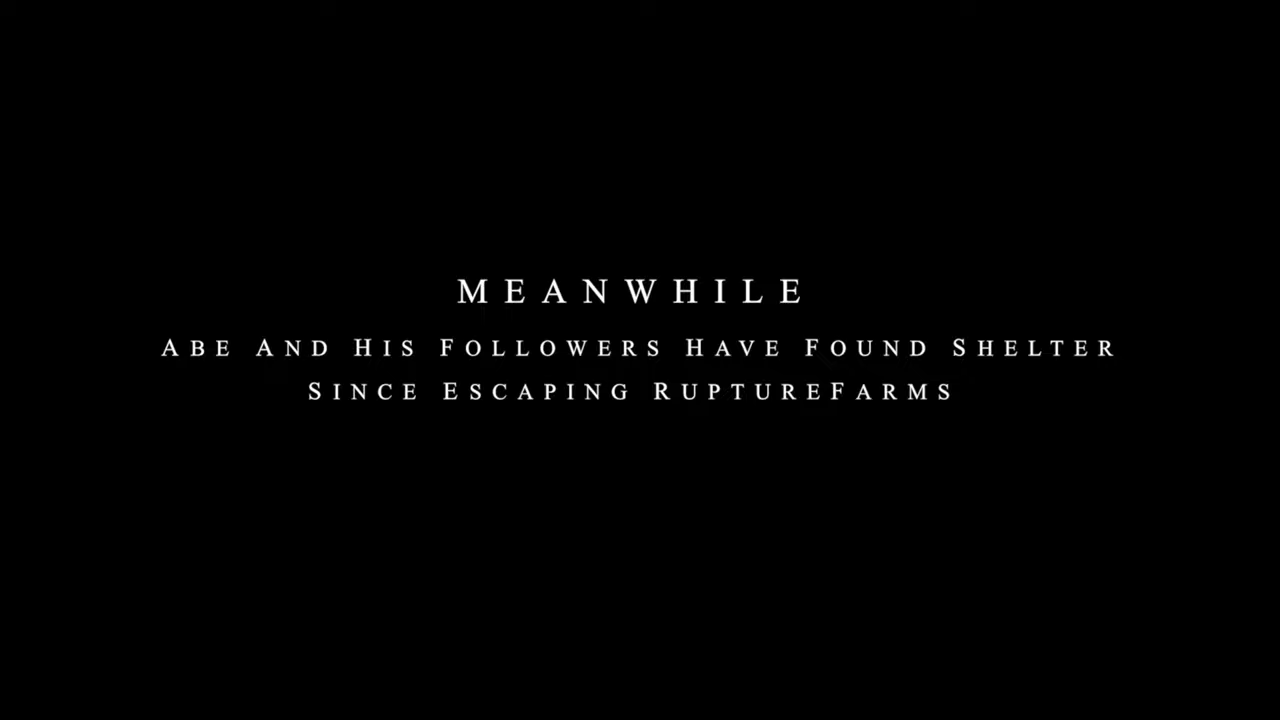 MEANWHILE
ABE AND HIS FOLLOWERS HAVE FOUND SHELTER
SINCE ESCAPING RUPTUREFARMS